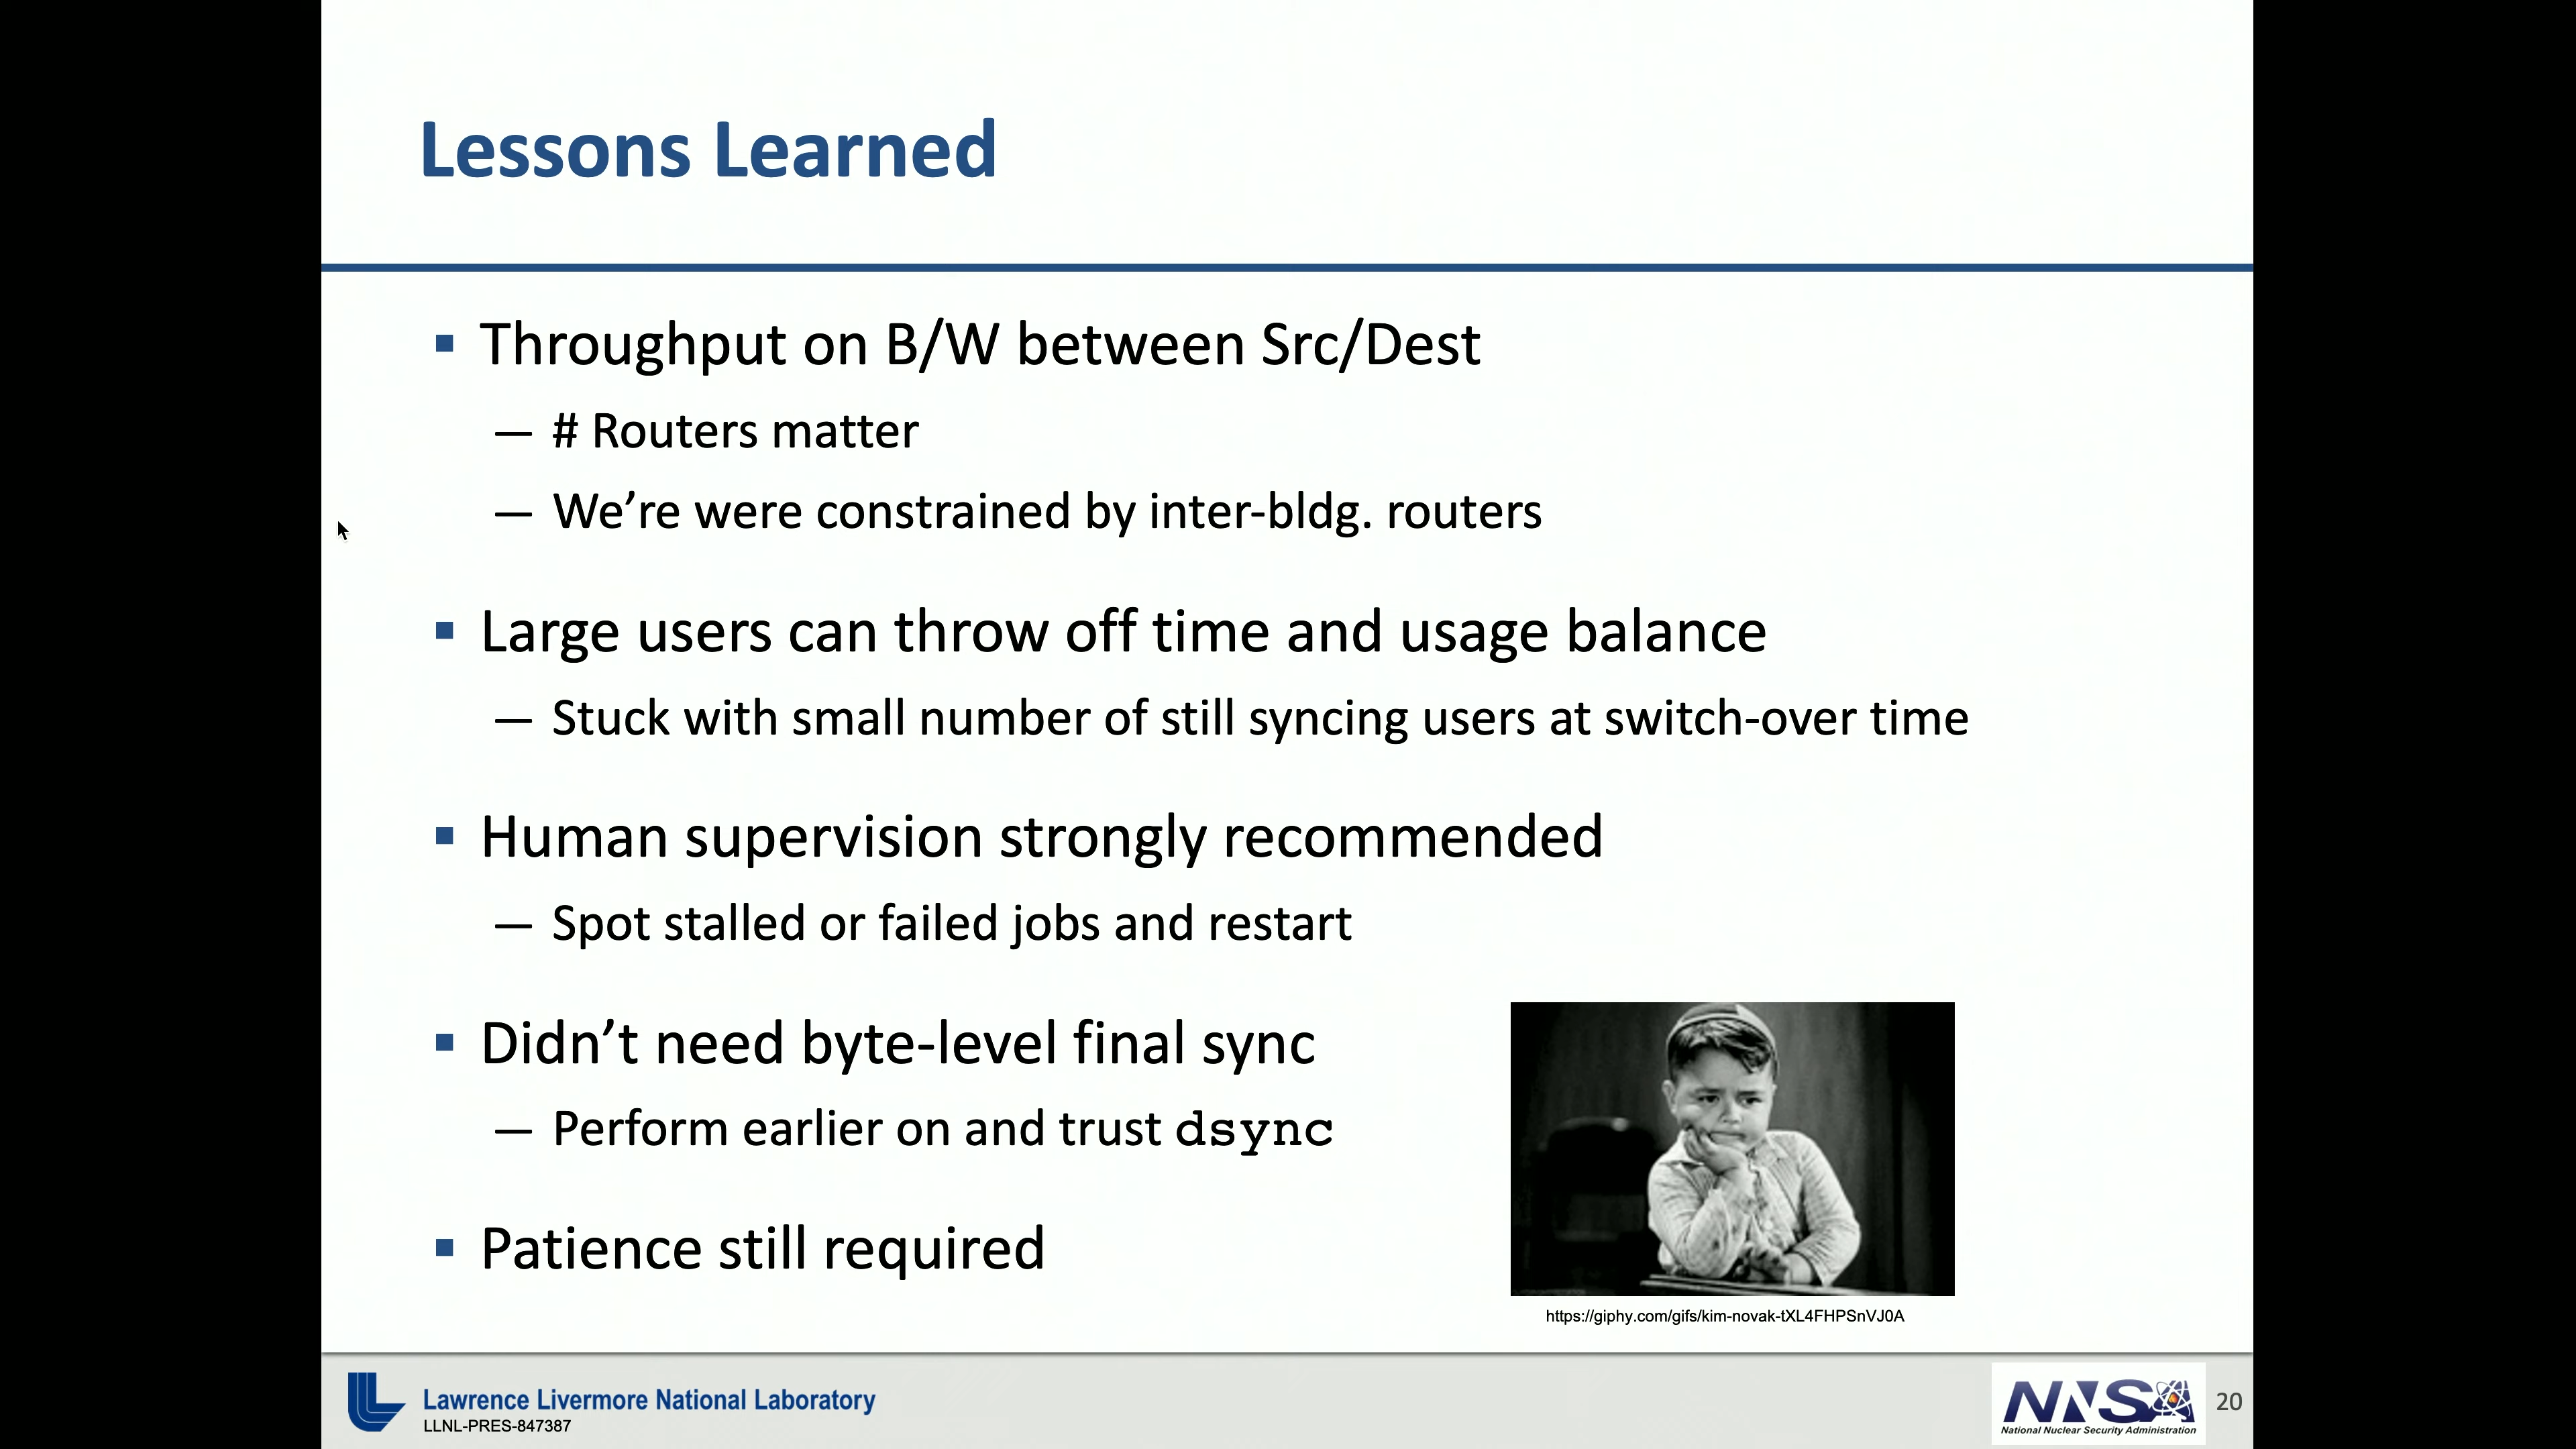 Lessons Learned
Throughput on B/W between Src/Dest
— # Routers matter
— We’re were constrained by inter-bldg. routers
Large users can throw off time and usage balance
— Stuck with small number of still syncing users at switch-over time
Human supervision strongly recommended
— Spot stalled or failed jobs and restart
Didn’t need byte-level final sync
— Perform earlier on and trust dsync
Patience still required
https://giphy.com/gifs/kim-novak-tXL4FHPSnVJ0A
Lawrence Livermore National Laboratory
LLNL-PRES-847387
NNSA
National Nuclear Security Administration
20